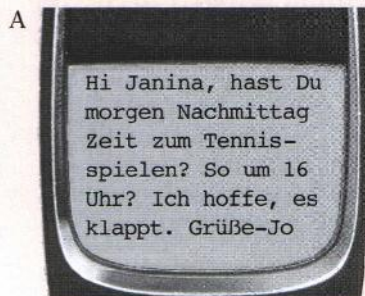 A
Hi Janina, hast Du
morgen Nachmittag
Zeit zum Tennis-
spielen? So um 16
Uhr? Ich hoffe, es
klappt. Grüße-Jo